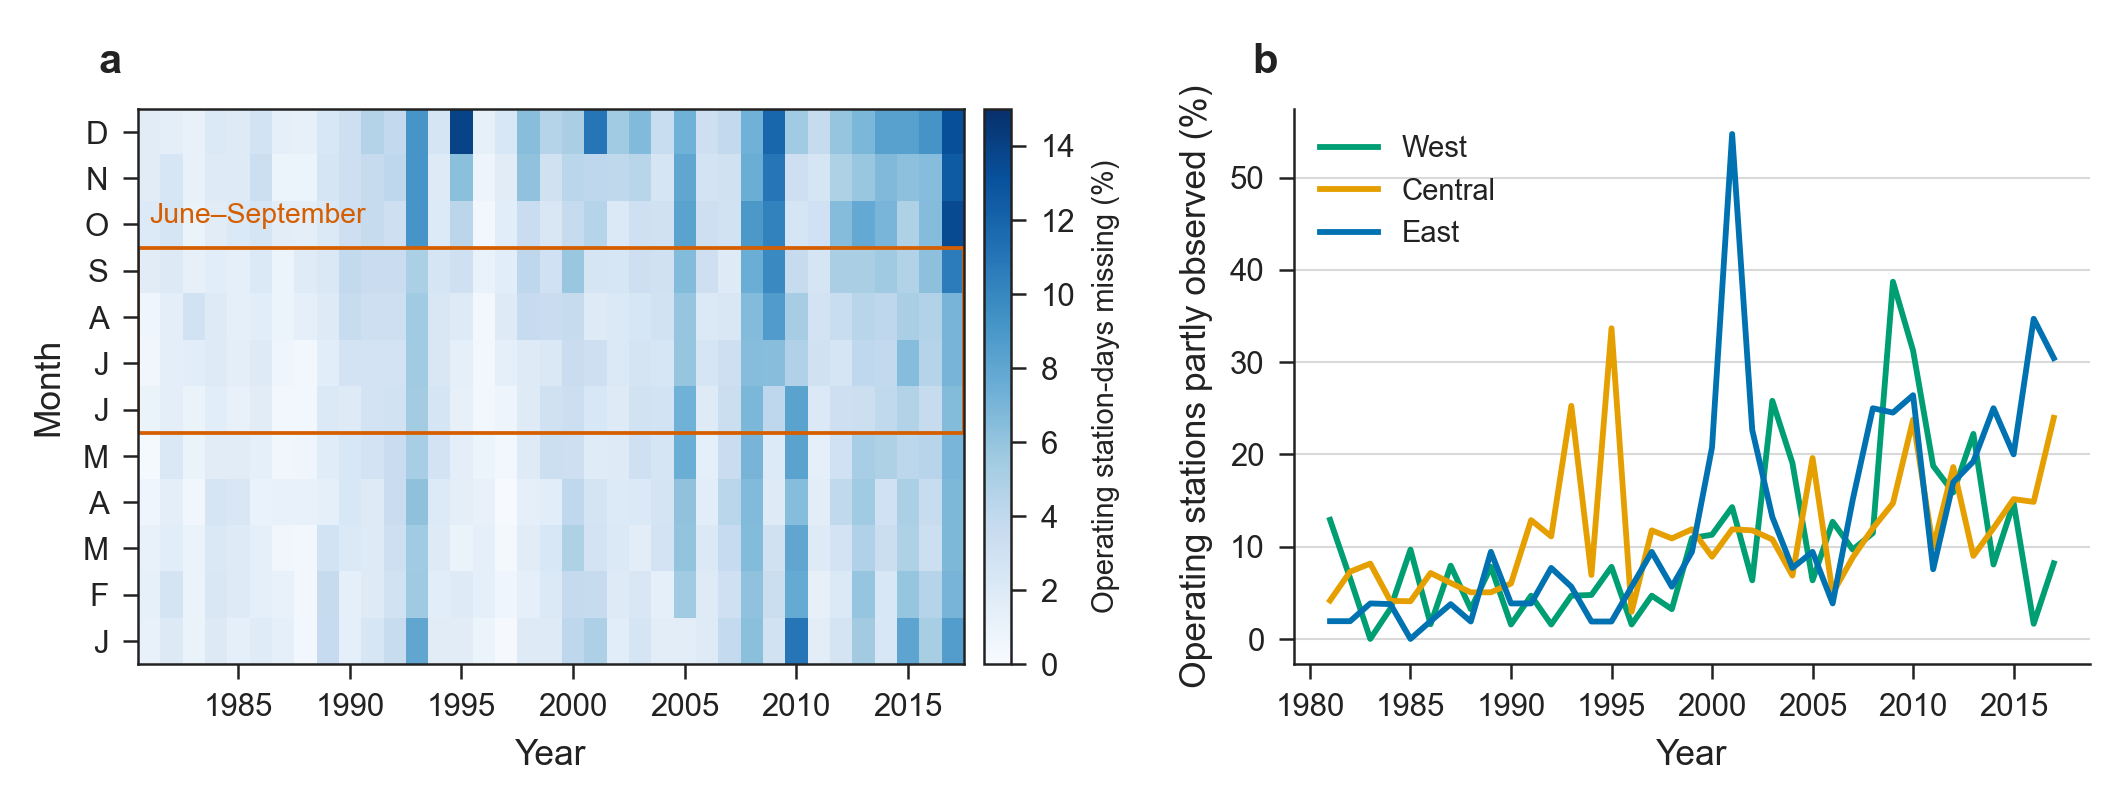 a
D
N
O
S
A
J
J
M
A
M
F
J
Month
June–September
1985 1990 1995 2000 2005 2010 2015
Year
14
12
10
8
6
4
2
0
Operating station-days missing (%)
b
Operating stations partly observed (%)
50
40
30
20
10
0
West
Central
East
1980 1985 1990 1995 2000 2005 2010 2015
Year